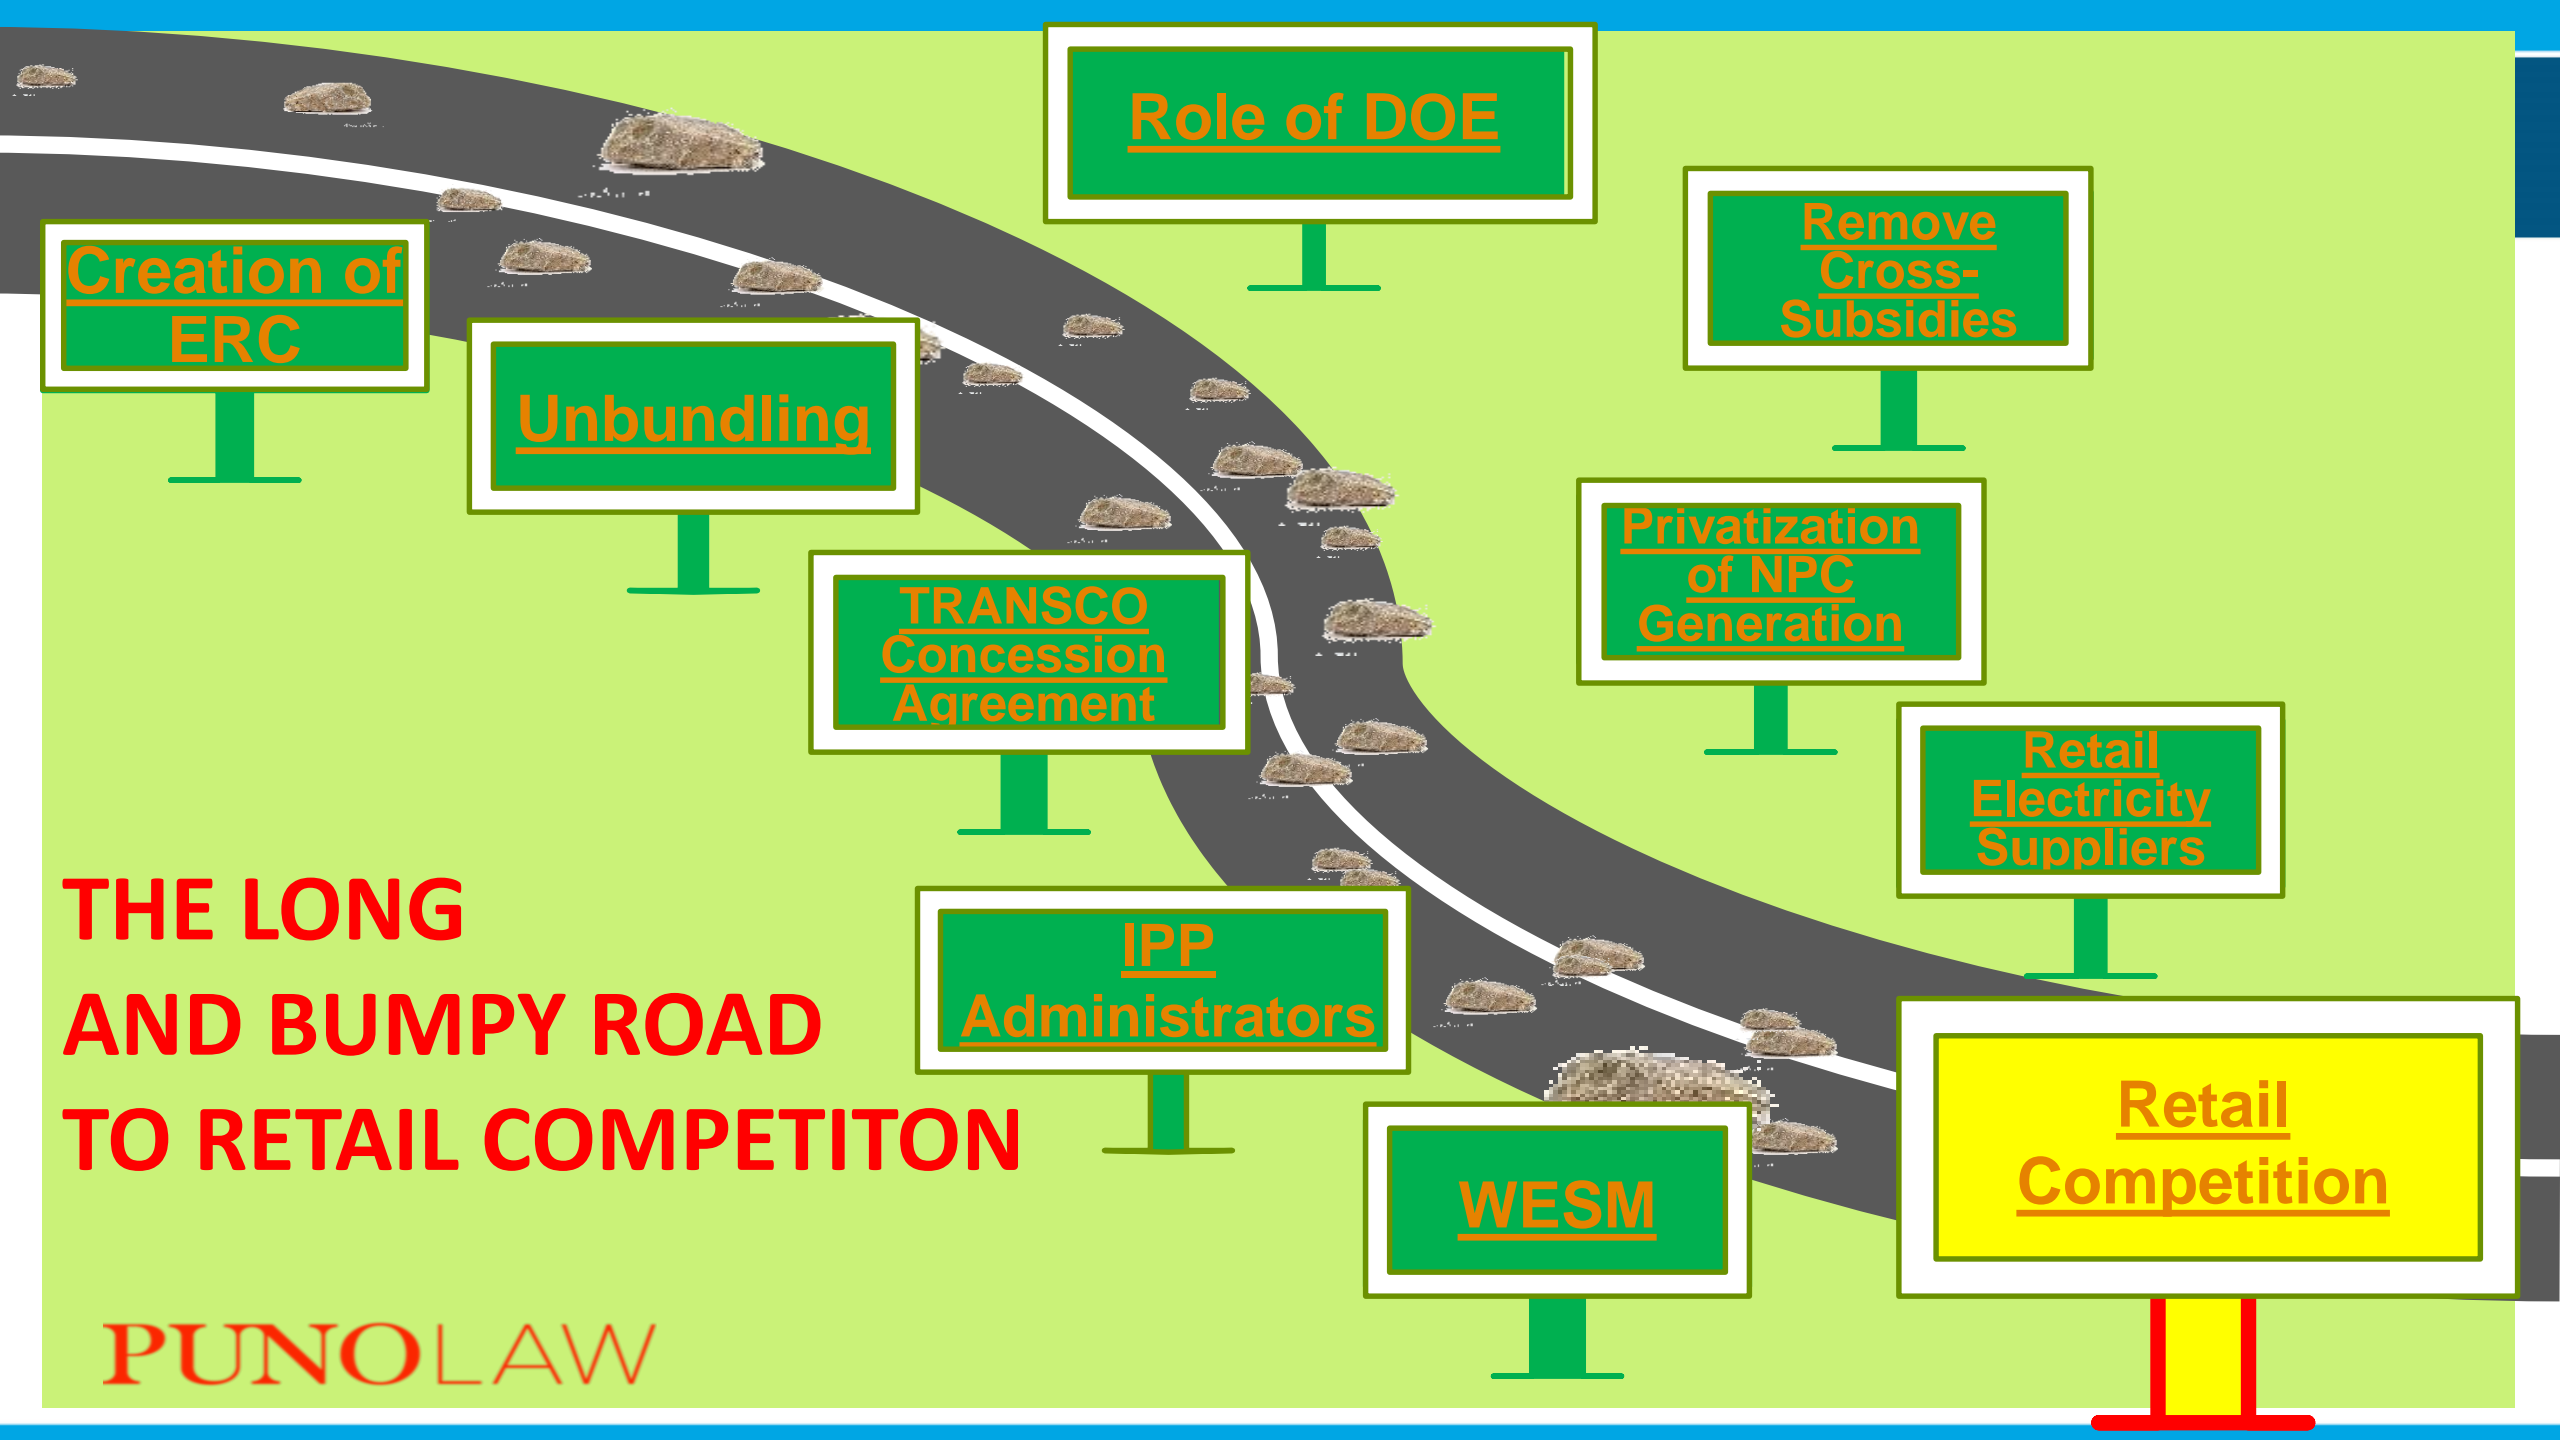 Role of DOE
Remove
Cross-
Subsidies
Creation of
ERC
Unbundling
Privatization
of NPC
Generation
TRANSCO
Concession
Agreement
Retail
Electricity
Suppliers
THE LONG
AND BUMPY ROAD
TO RETAIL COMPETITON
IPP
Administrators
Retail
Competition
WESM
PUNOLAW